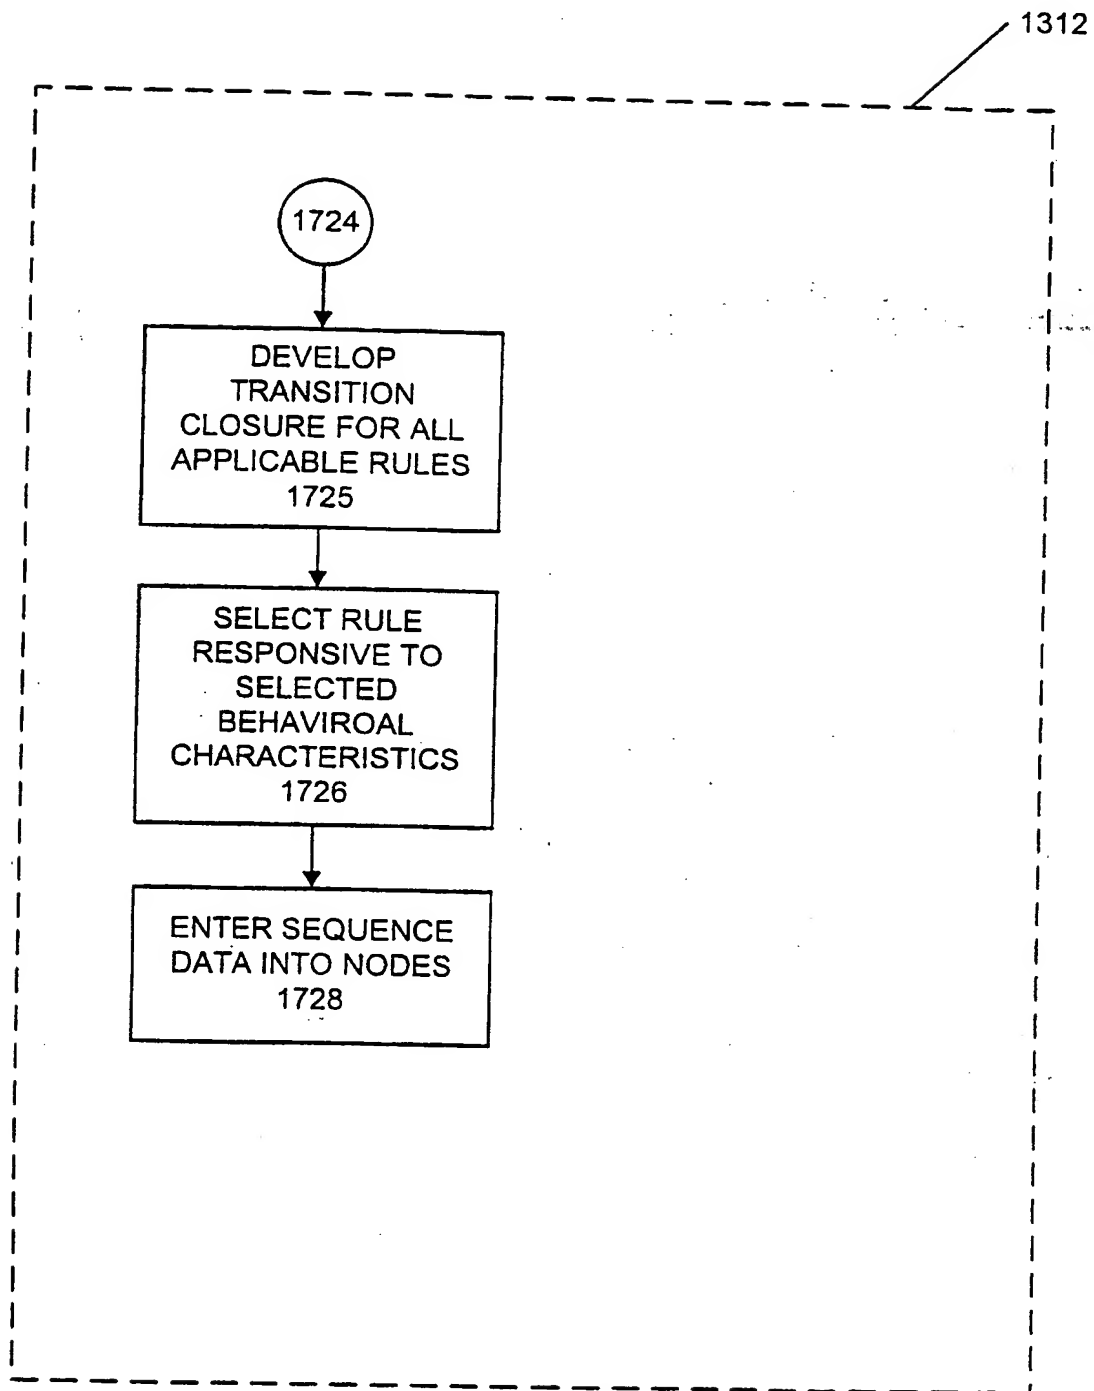 1312
1724
DEVELOP
TRANSITION
CLOSURE FOR ALL
APPLICABLE RULES
1725
SELECT RULE
RESPONSIVE TO
SELECTED
BEHAVIROAL
CHARACTERISTICS
1726
ENTER SEQUENCE
DATA INTO NODES
1728